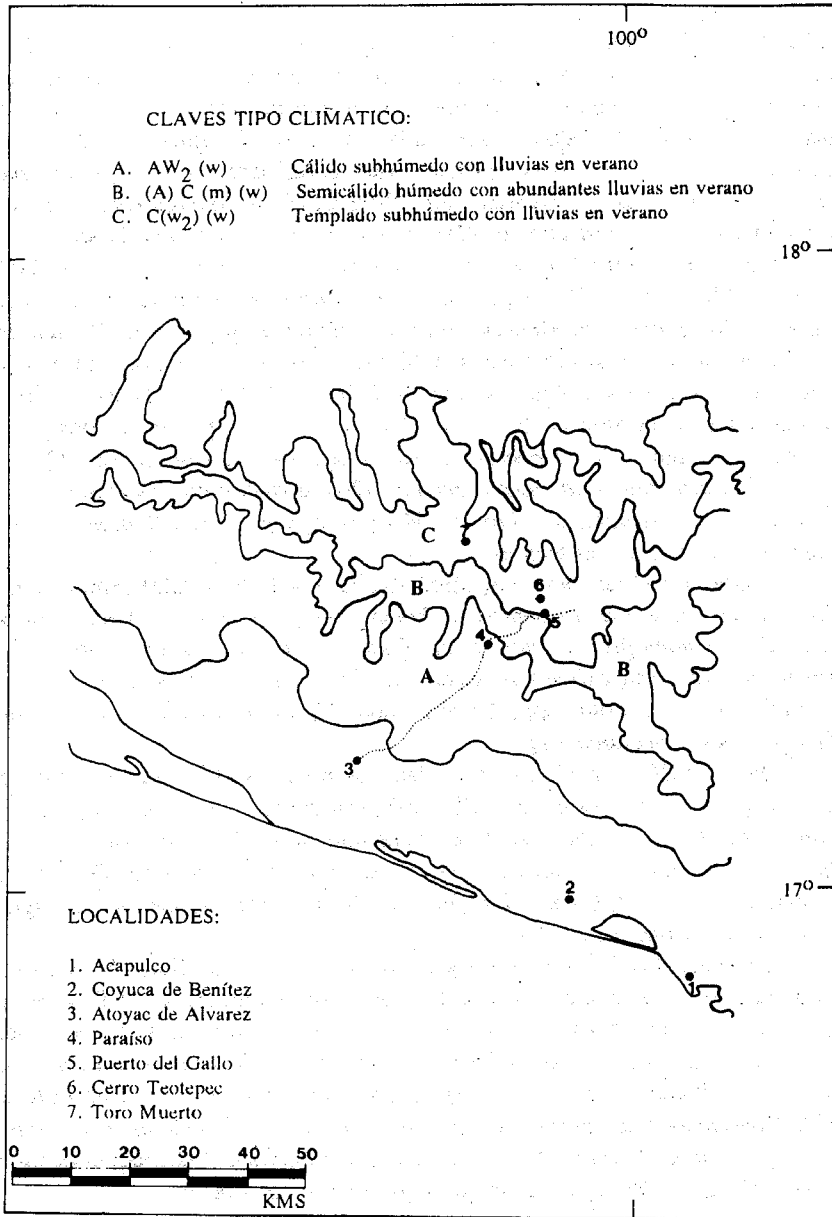 100º
CLAVES TIPO CLIMATICO:
A. AW2 (w) Cálido subhúmedo con lluvias en verano
B. (A) C (m) (w) Semicálido húmedo con abundantes lluvias en verano
C. C(w2) (w) Templado subhúmedo con lluvias en verano
18º
7
C
B
6
5
4
B
A
3
17º
2
1
LOCALIDADES:
1. Acapulco
2. Coyuca de Benítez
3. Atoyac de Alvarez
4. Paraíso
5. Puerto del Gallo
6. Cerro Teotepec
7. Toro Muerto
0 10 20 30 40 50
KMS